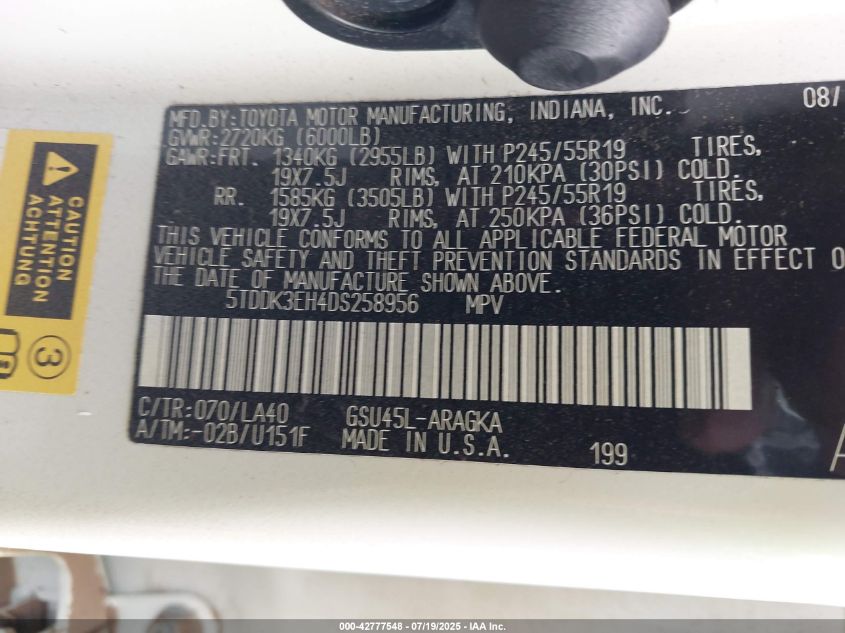 MFD.BY:TOYOTA MOTOR MANUFACTURING, INDIANA, INC. 08/
GVWR:2720KG (6000LB)
GAWR:FRT. 1340KG (2955LB) WITH P245/55R19 TIRES,
19X7.5J RIMS, AT 210KPA (30PSI) COLD.
RR. 1585KG (3505LB) WITH P245/55R19 TIRES,
19X7.5J RIMS, AT 250KPA (36PSI) COLD.
THIS VEHICLE CONFORMS TO ALL APPLICABLE FEDERAL MOTOR
VEHICLE SAFETY AND THEFT PREVENTION STANDARDS IN EFFECT O
THE DATE OF MANUFACTURE SHOWN ABOVE.
5TDDK3EH4DS258956 MPV
C/TR:070/LA40 GSU45L-ARAGKA
A/TM:-02B/U151F MADE IN U.S.A. 199
A
CAUTION
ATTENTION
ACHTUNG
3
000-42777548 - 07/19/2025 - IAA Inc.